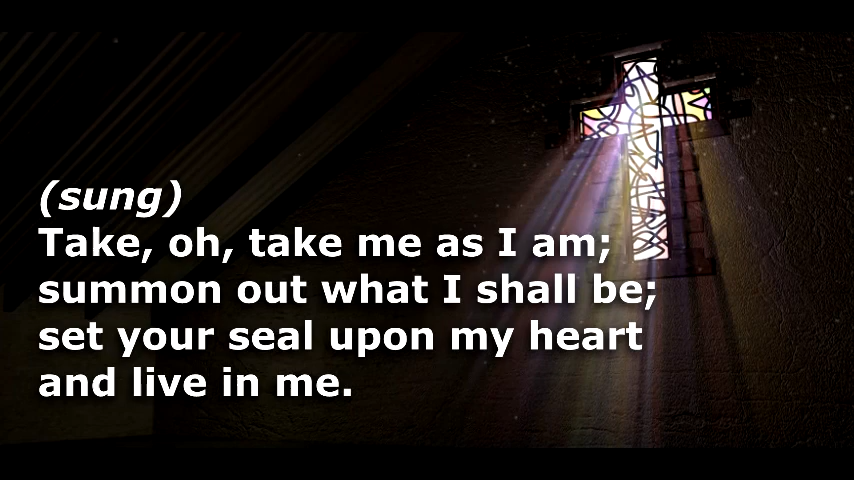 (sung)
Take, oh, take me as I am;
summon out what I shall be;
set your seal upon my heart
and live in me.